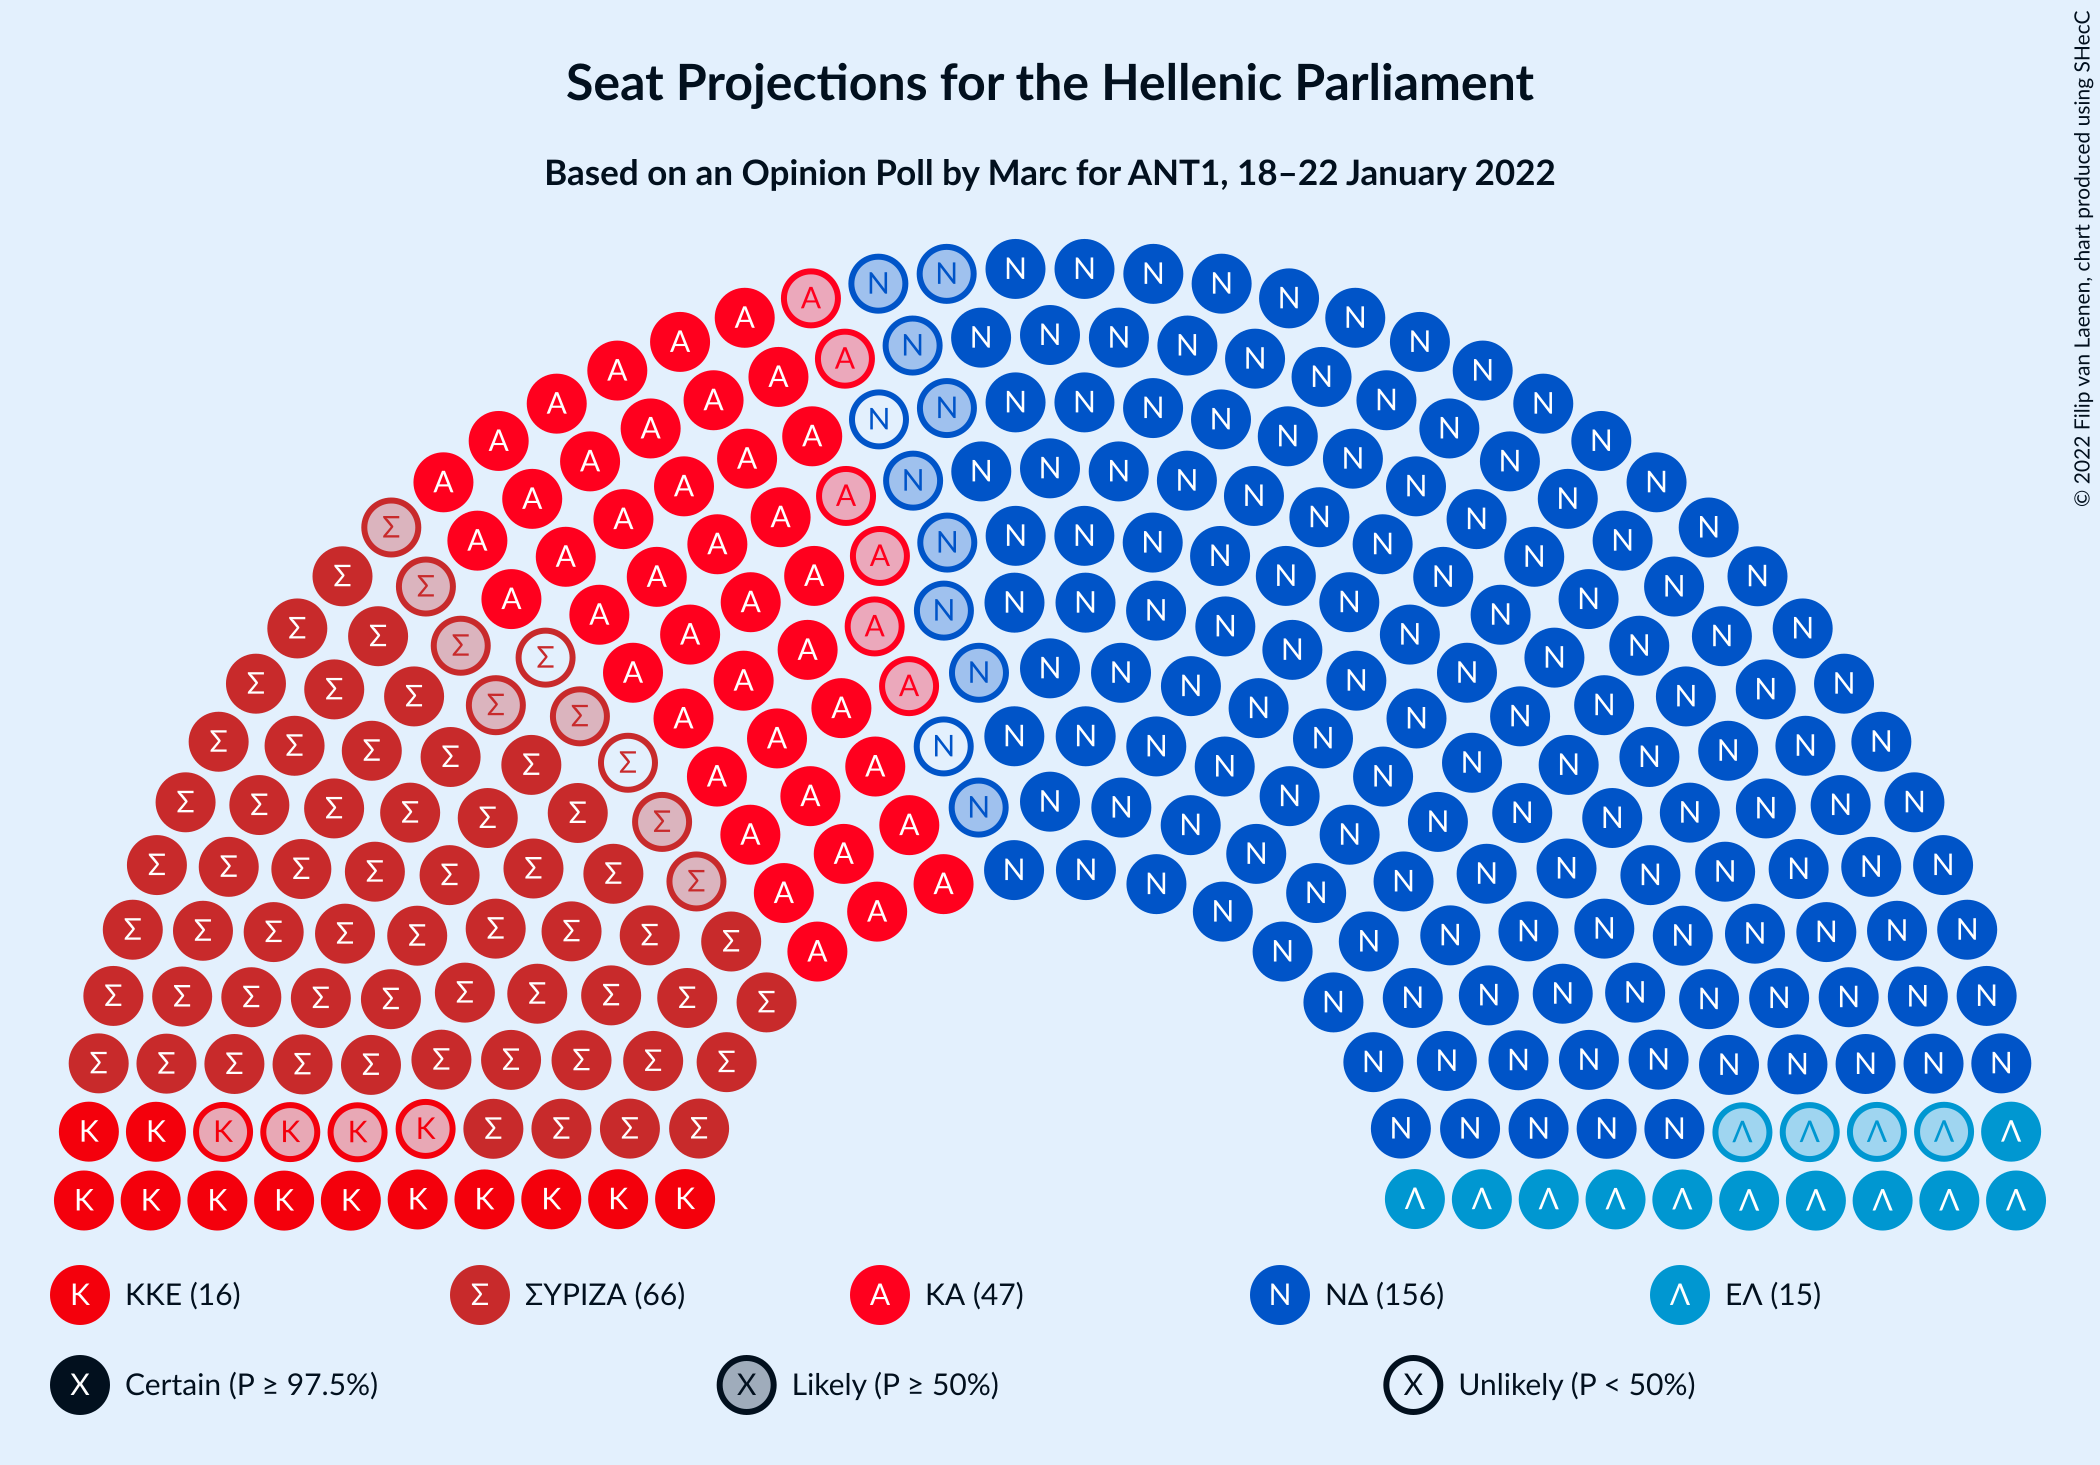 Seat Projections for the Hellenic Parliament
Based on an Opinion Poll by Marc for ANT1, 18–22 January 2022
© 2022 Filip van Laenen, chart produced using SHecC
Κ ΚΚΕ (16) Σ ΣΥΡΙΖΑ (66) Α ΚΑ (47) Ν ΝΔ (156) Λ ΕΛ (15)
X Certain (P ≥ 97.5%) X Likely (P ≥ 50%) X Unlikely (P < 50%)